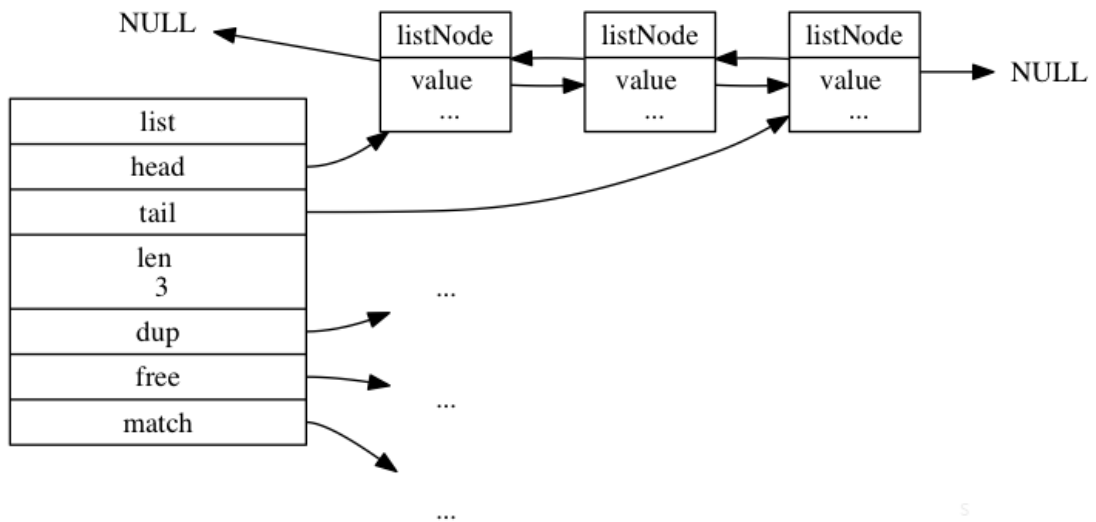 NULL
listNode
value
...
listNode
value
...
listNode
value
...
NULL
list
head
tail
len
3
dup
free
match
...
...
...
s